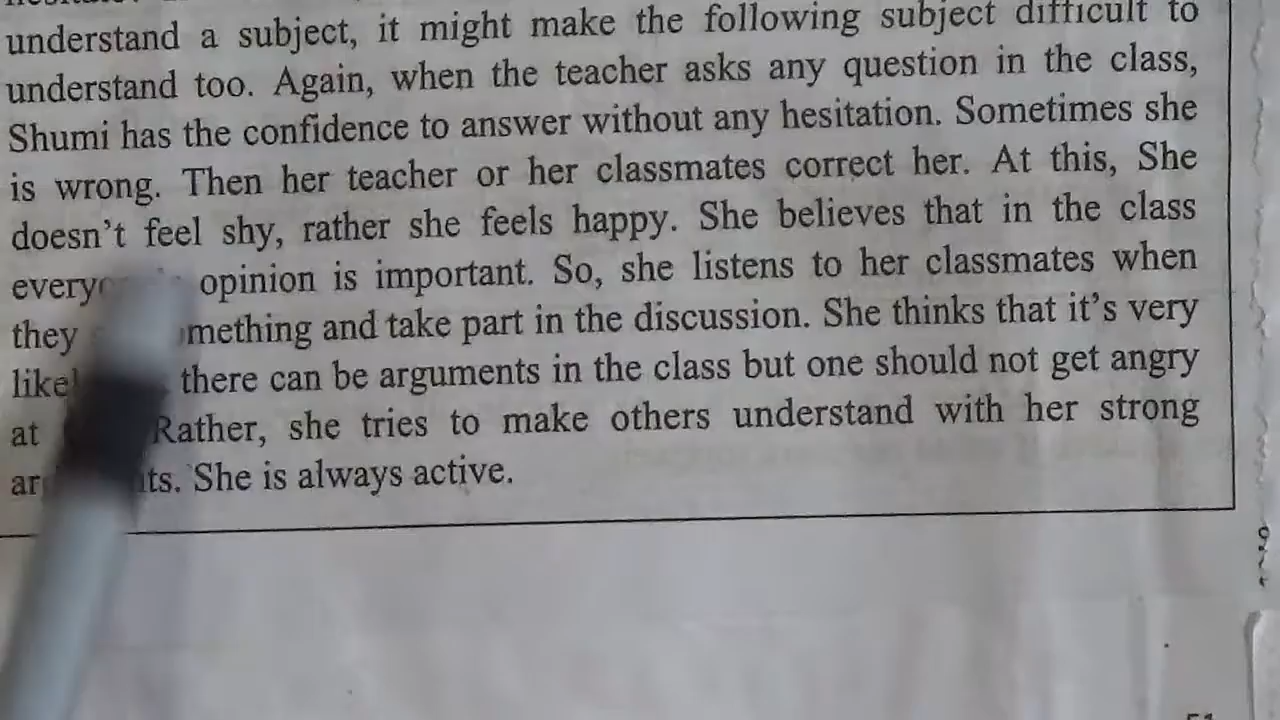 understand a subject, it might make the following subject difficult to
understand too. Again, when the teacher asks any question in the class,
Shumi has the confidence to answer without any hesitation. Sometimes she
is wrong. Then her teacher or her classmates correct her. At this, She
doesn't feel shy, rather she feels happy. She believes that in the class
opinion is important. So, she listens to her classmates when
they and take part in the discussion. She thinks that it's very
there can be arguments in the class but one should not get angry
at Rather, she tries to make others understand with her strong
She is always active.